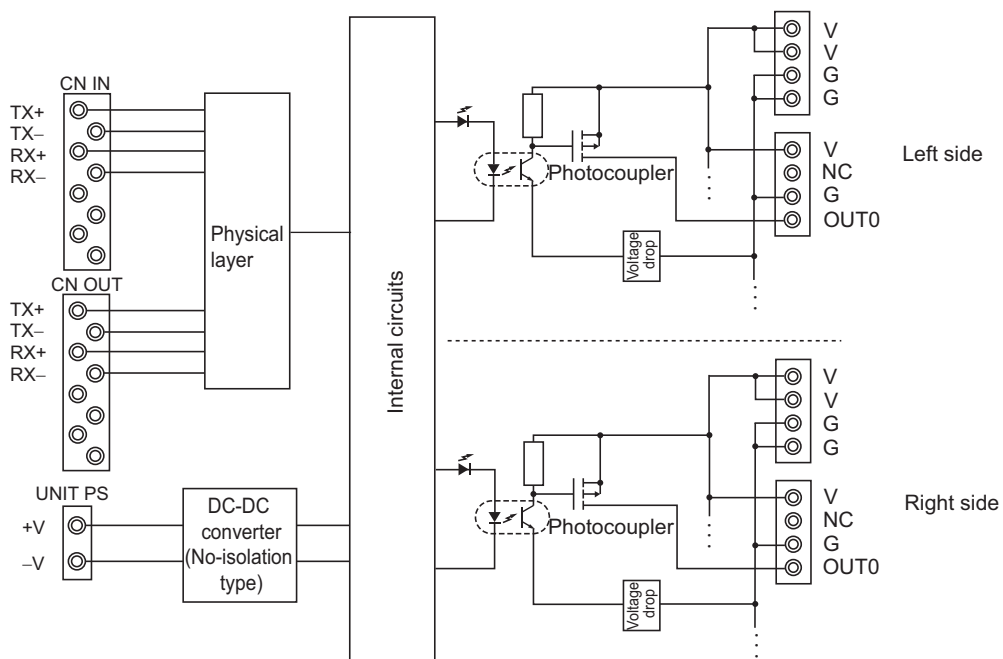 CN IN
TX+
TX−
RX+
RX−
CN OUT
TX+
TX−
RX+
RX−
Physical
layer
UNIT PS
+V
−V
DC-DC
converter
(No-isolation
type)
Internal circuits
Photocoupler
Voltage
drop
V
V
G
G
V
NC
G
OUT0
Left side
Photocoupler
Voltage
drop
V
V
G
G
V
NC
G
OUT0
Right side